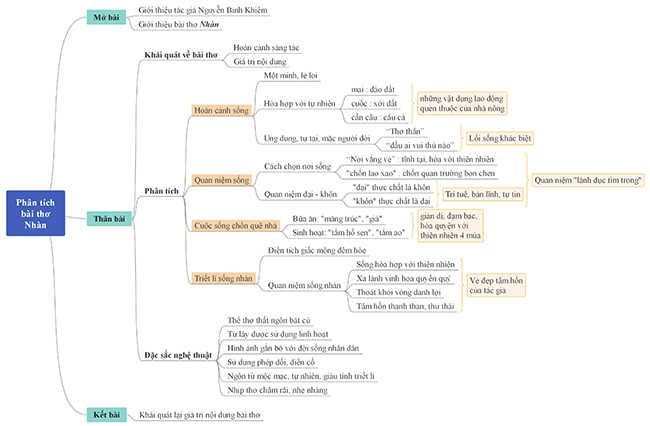 Phân tích
bài thơ
Nhàn
Mở bài
Giới thiệu tác giả Nguyễn Bỉnh Khiêm
Giới thiệu bài thơ Nhàn
Thân bài
Khái quát về bài thơ
Hoàn cảnh sáng tác
Giá trị nội dung
Phân tích
Hoàn cảnh sống
Một mình, lẻ loi
Hòa hợp với tự nhiên
mai : đào đất
cuốc : xới đất
cần câu : câu cá
những vật dụng lao động
quen thuộc của nhà nông
Ung dung, tự tại, mặc người đời
"Thơ thẩn"
"dầu ai vui thú nào"
Lối sống khác biệt
Quan niệm sống
Cách chọn nơi sống
"Nơi vắng vẻ" : tĩnh tại, hòa với thiên nhiên
"chốn lao xao" : chốn quan trường bon chen
Quan niệm dại - khôn
"dại" thực chất là khôn
"khôn" thực chất là dại
Trí tuệ, bản lĩnh, tự tin
Quan niệm "lánh đục tìm trong"
Cuộc sống chốn quê nhà
Bữa ăn: "măng trúc", "giá"
Sinh hoạt: "tắm hồ sen", "tắm ao"
giản dị, đạm bạc,
hòa quyện với
thiên nhiên 4 mùa
Triết lí sống nhàn
Điển tích giấc mộng đêm hòe
Quan niệm sống nhàn
Sống hòa hợp với thiên nhiên
Xa lánh vinh hoa quyền quý
Thoát khỏi vòng danh lợi
Tâm hồn thanh thản, thư thái
Vẻ đẹp tâm hồn
của tác giả
Đặc sắc nghệ thuật
Thể thơ thất ngôn bát cú
Từ láy được sử dụng linh hoạt
Hình ảnh gắn bó với đời sống nhân dân
Sử dụng phép đối, điển cố
Ngôn từ mộc mạc, tự nhiên, giàu tính triết lí
Nhịp thơ chậm rãi, nhẹ nhàng
Kết bài
Khái quát lại giá trị nội dung bài thơ